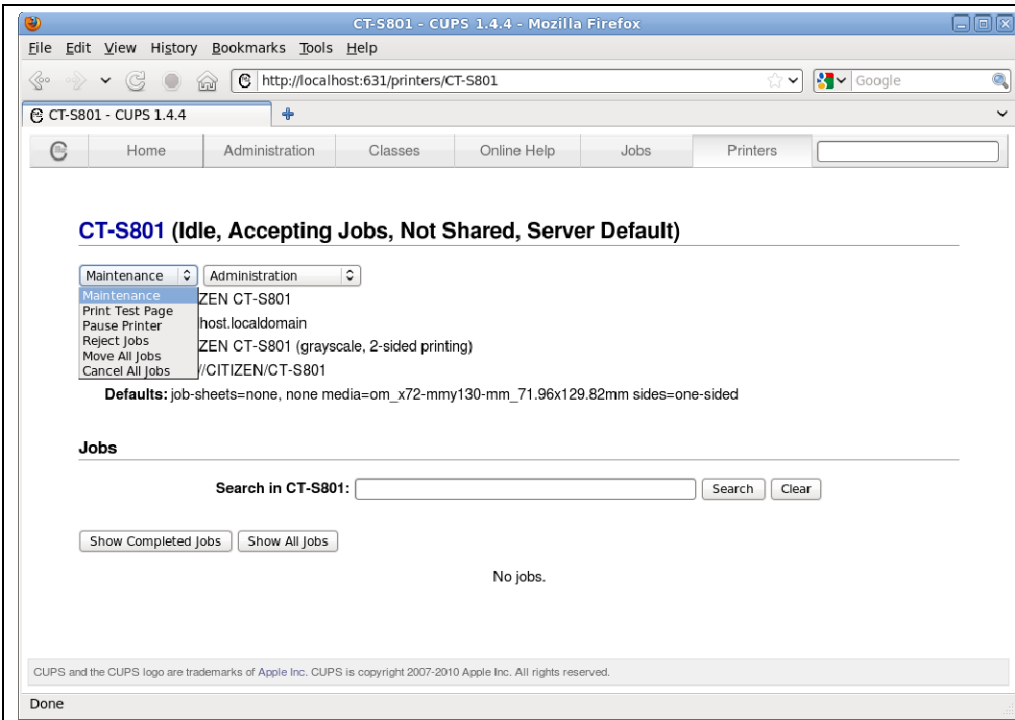 CT-S801 - CUPS 1.4.4 - Mozilla Firefox
File Edit View History Bookmarks Tools Help
http://localhost:631/printers/CT-S801 Google
CT-S801 - CUPS 1.4.4
Home Administration Classes Online Help Jobs Printers
CT-S801 (Idle, Accepting Jobs, Not Shared, Server Default)
Maintenance Administration
Maintenance ZEN CT-S801
Print Test Page
Pause Printer host.localdomain
Reject Jobs ZEN CT-S801 (grayscale, 2-sided printing)
Move All Jobs
Cancel All Jobs //CITIZEN/CT-S801
Defaults: job-sheets=none, none media=om_x72-mmy130-mm_71.96x129.82mm sides=one-sided
Jobs
Search in CT-S801: Search Clear
Show Completed Jobs Show All Jobs
No jobs.
CUPS and the CUPS logo are trademarks of Apple Inc. CUPS is copyright 2007-2010 Apple Inc. All rights reserved.
Done